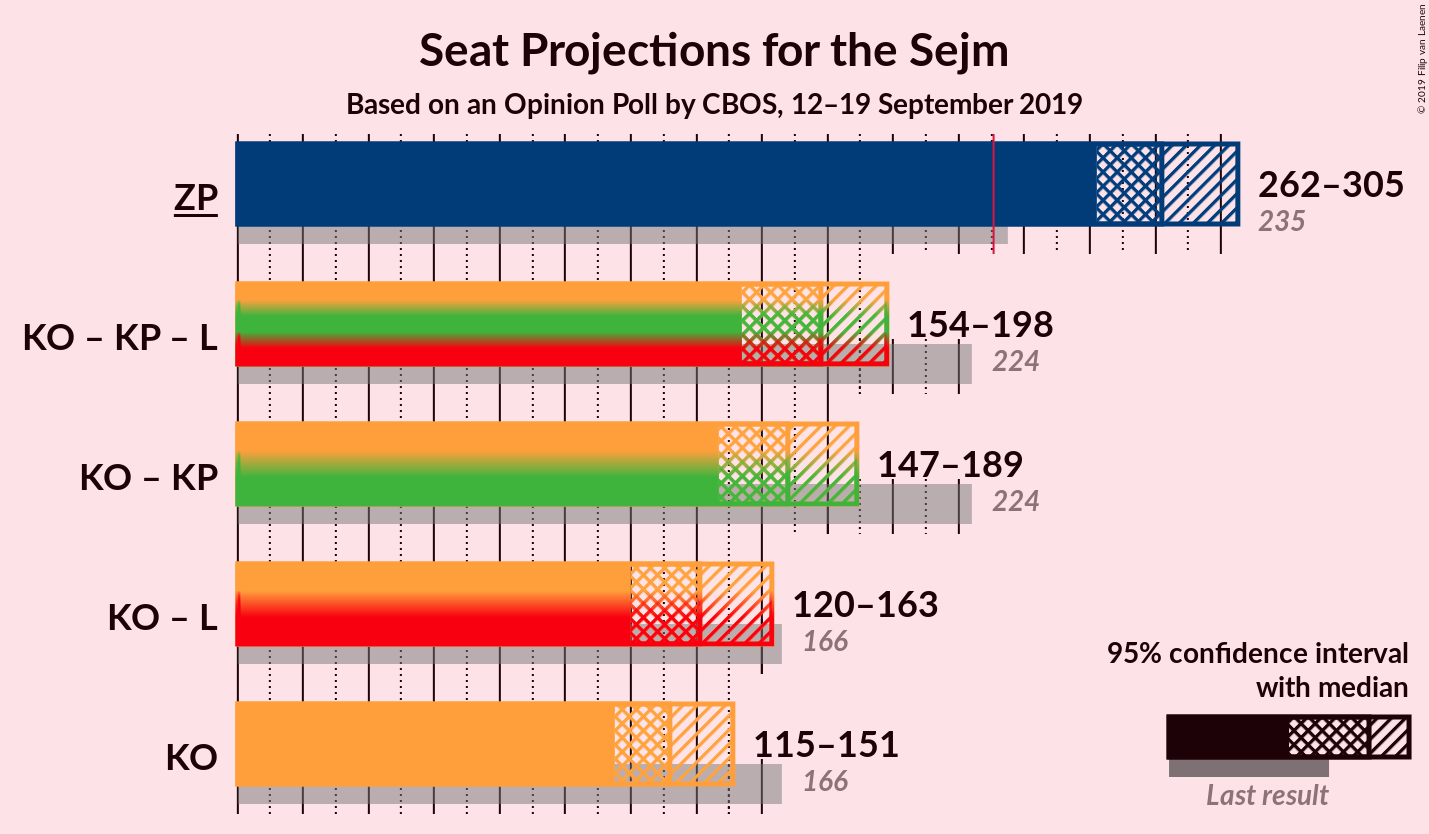 Seat Projections for the Sejm
Based on an Opinion Poll by CBOS, 12–19 September 2019
© 2019 Filip van Laenen
ZP
262–305
235
KO – KP – L
154–198
224
KO – KP
147–189
224
KO – L
120–163
166
KO
115–151
166
95% confidence interval
with median
Last result